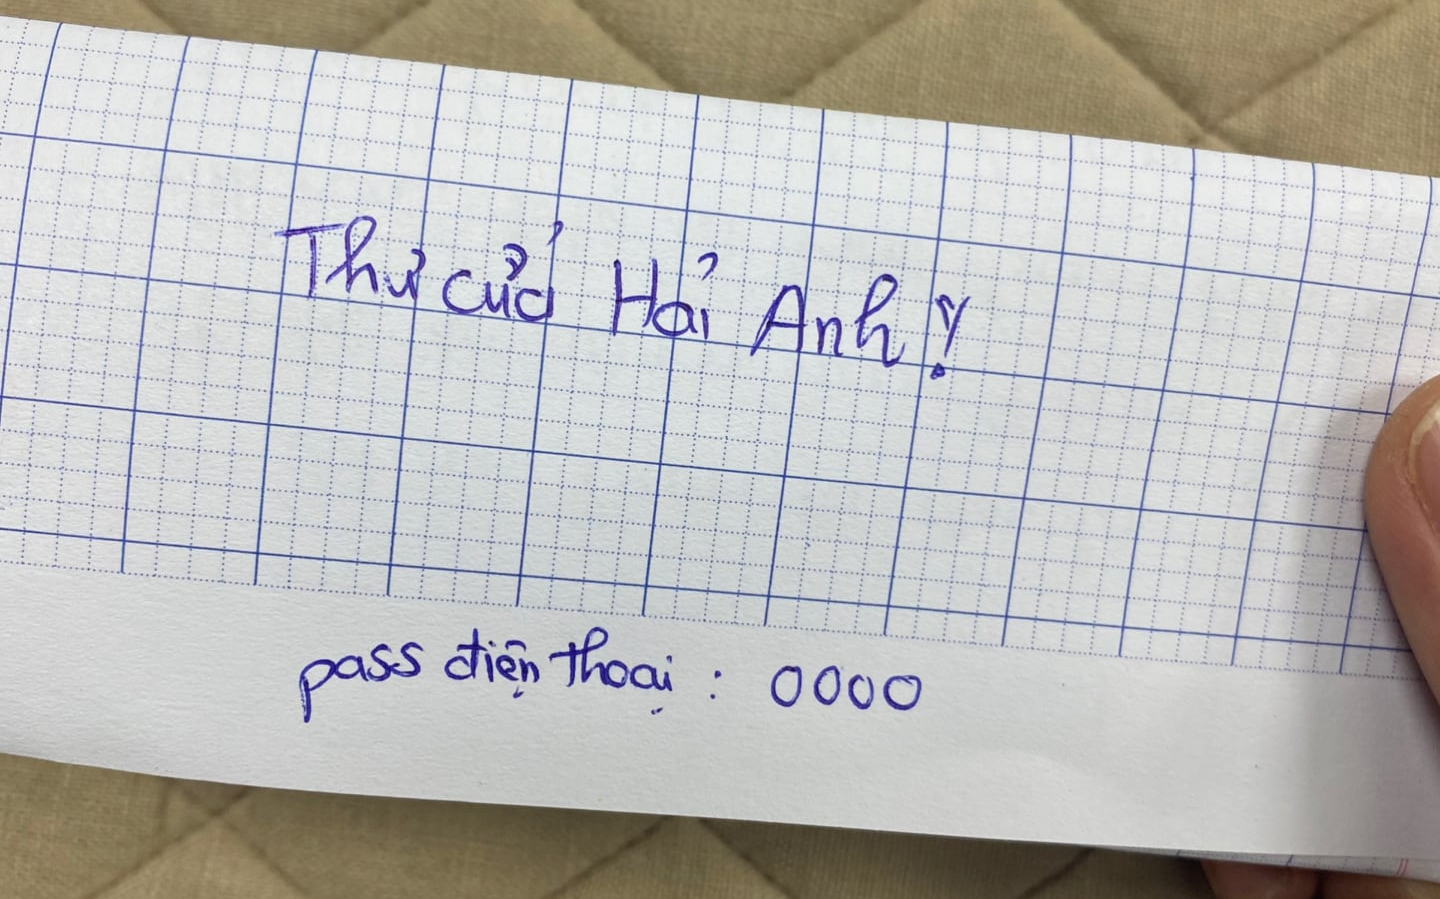 Thư của Hải Anh!
pass điện thoại : 0000